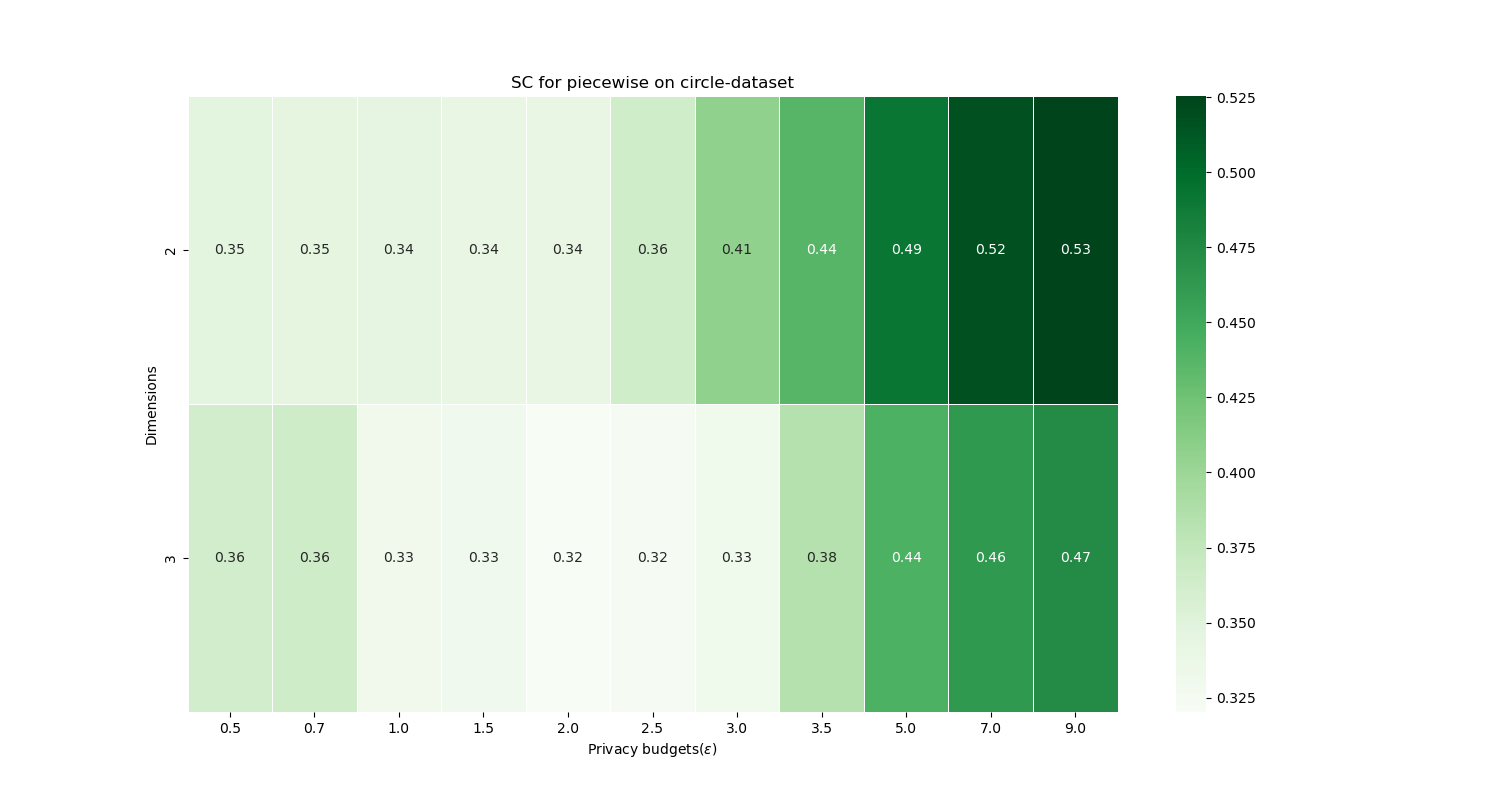 SC for piecewise on circle-dataset
0.525
0.500
0.475
0.450
0.425
0.400
0.375
0.350
0.325
Dimensions
2
0.35 0.35 0.34 0.34 0.34 0.36 0.41 0.44 0.49 0.52 0.53
3
0.36 0.36 0.33 0.33 0.32 0.32 0.33 0.38 0.44 0.46 0.47
0.5 0.7 1.0 1.5 2.0 2.5 3.0 3.5 5.0 7.0 9.0
Privacy budgets(ε)